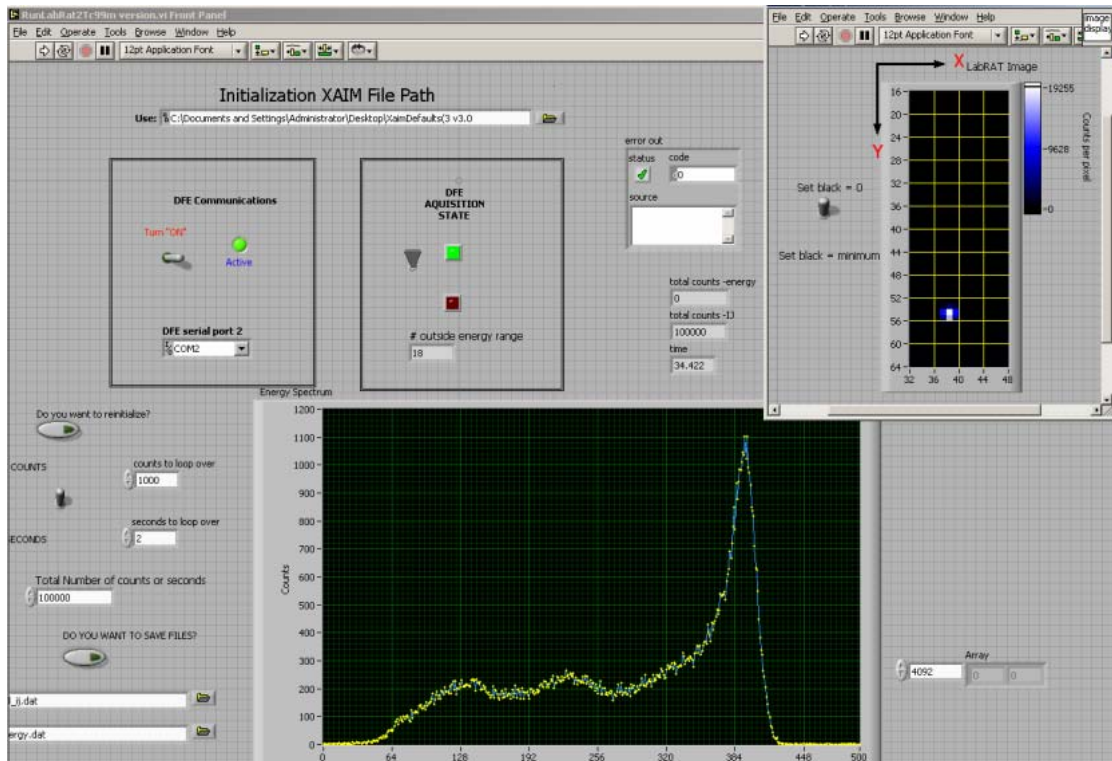 RunLabRat2Tc99m version.vi Front Panel
File Edit Operate Tools Browse Window Help
12pt Application Font
Initialization XAIM File Path
Use: C:\Documents and Settings\Administrator\Desktop\XaimDefaults(3 v3.0
DFE Communications
Turn "ON"
Active
DFE serial port 2
COM2
DFE
AQUISITION
STATE
# outside energy range
18
error out
status code
0
source
total counts -energy
0
total counts -IJ
100000
time
34.422
File Edit Operate Tools Browse Window Help
12pt Application Font
image
display
X LabRAT Image
Y
Set black = 0
Set black = minimum
16
20
24
28
32
36
40
44
48
52
56
60
64
32 36 40 44 48
19255
9628
0
Counts per pixel
Do you want to reinitialize?
COUNTS
counts to loop over
1000
seconds to loop over
2
ECONDS
Total Number of counts or seconds
100000
DO YOU WANT TO SAVE FILES?
l_ij.dat
ergy.dat
Energy Spectrum
Counts
1200
1100
1000
900
800
700
600
500
400
300
200
100
0
0 64 128 192 256 320 384 448 500
4092
Array
0 0